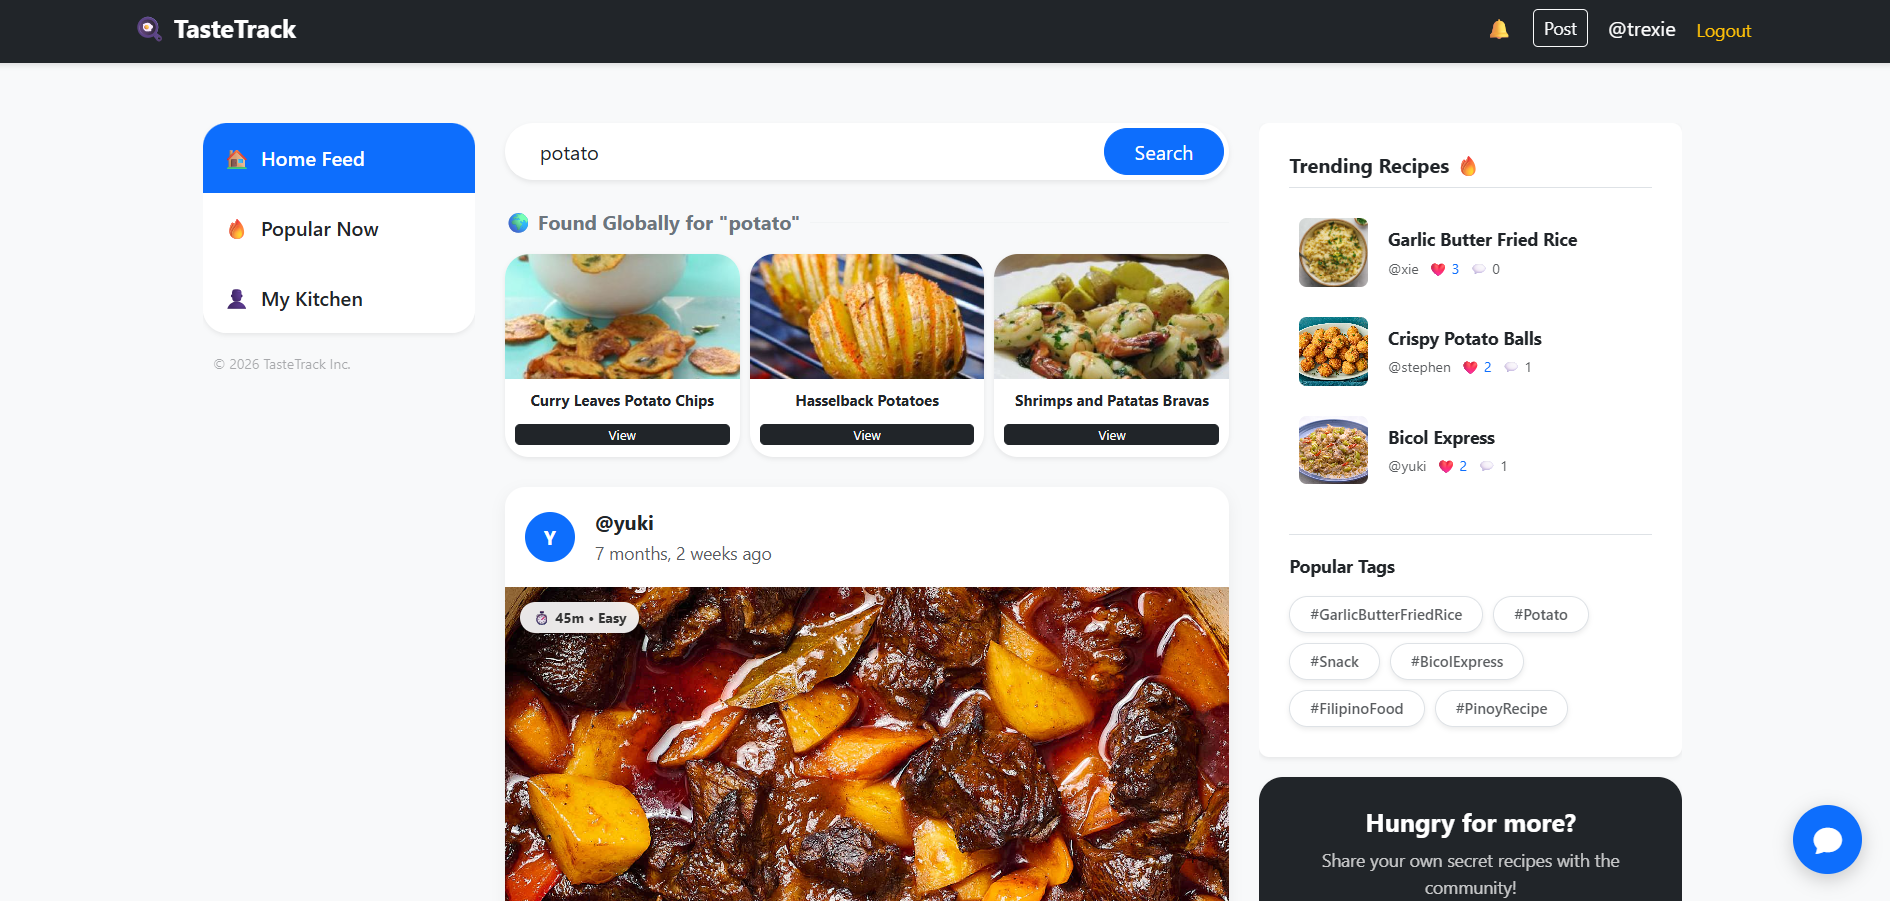 TasteTrack
Post
@trexie
Logout
Home Feed
Popular Now
My Kitchen
© 2026 TasteTrack Inc.
potato
Search
Found Globally for "potato"
Curry Leaves Potato Chips
View
Hasselback Potatoes
View
Shrimps and Patatas Bravas
View
Y
@yuki
7 months, 2 weeks ago
45m • Easy
Trending Recipes
Garlic Butter Fried Rice
@xie 3 0
Crispy Potato Balls
@stephen 2 1
Bicol Express
@yuki 2 1
Popular Tags
#GarlicButterFriedRice
#Potato
#Snack
#BicolExpress
#FilipinoFood
#PinoyRecipe
Hungry for more?
Share your own secret recipes with the
community!